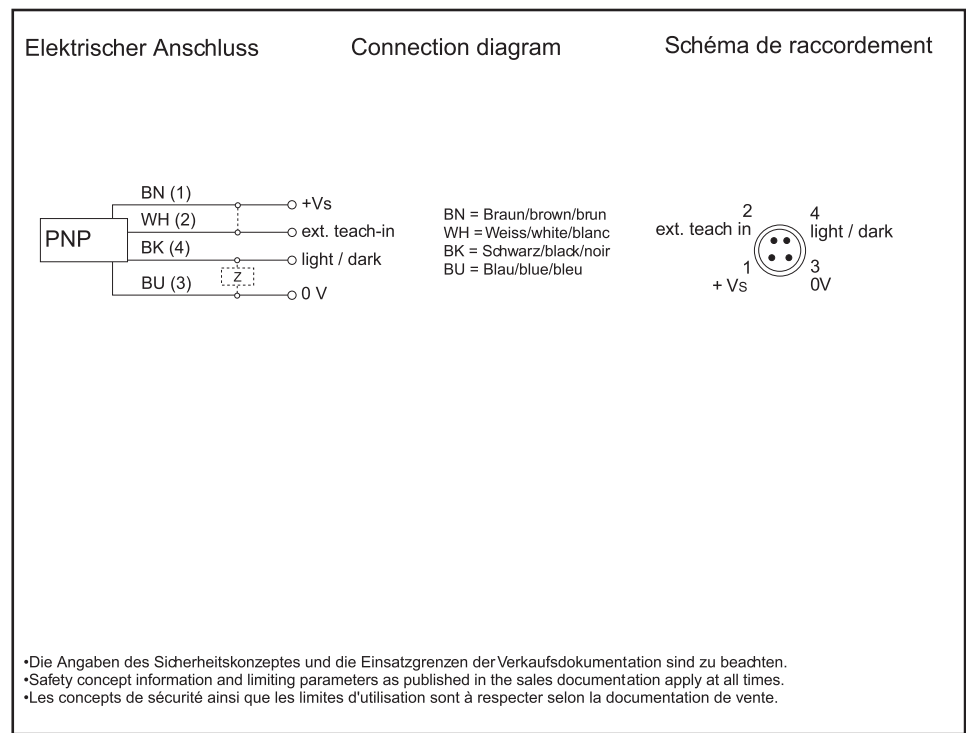 Elektrischer Anschluss
Connection diagram
Schéma de raccordement
BN (1)
+Vs
WH (2)
ext. teach-in
PNP
BK (4)
light / dark
Z
BU (3)
0 V
BN = Braun/brown/brun
WH = Weiss/white/blanc
BK = Schwarz/black/noir
BU = Blau/blue/bleu
2
ext. teach in
4
light / dark
1
+ Vs
3
0V
•Die Angaben des Sicherheitskonzeptes und die Einsatzgrenzen der Verkaufsdokumentation sind zu beachten.
•Safety concept information and limiting parameters as published in the sales documentation apply at all times.
•Les concepts de sécurité ainsi que les limites d'utilisation sont à respecter selon la documentation de vente.